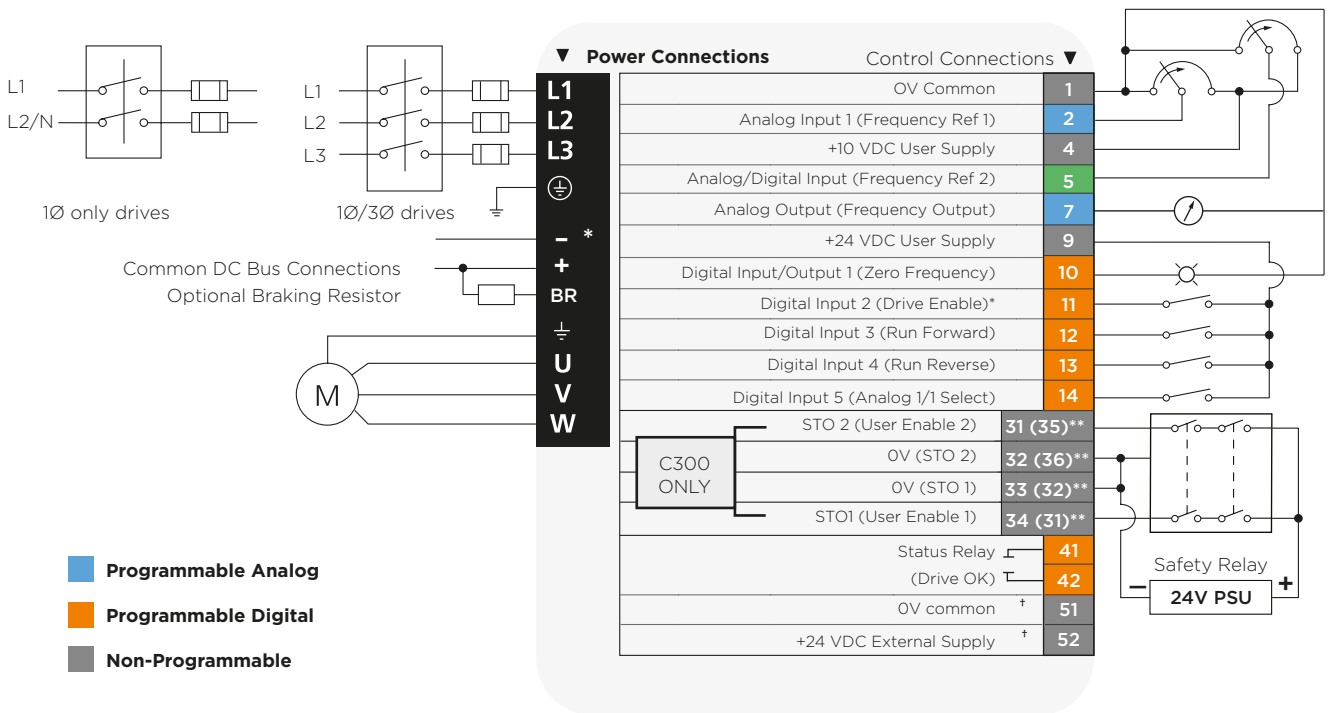 ▼ Power Connections
Control Connections ▼
L1
L2/N
1Ø only drives
L1
L2
L3
1Ø/3Ø drives
L1
L2
L3
– *
+
BR
U
V
W
Common DC Bus Connections
Optional Braking Resistor
M
0V Common 1
Analog Input 1 (Frequency Ref 1) 2
+10 VDC User Supply 4
Analog/Digital Input (Frequency Ref 2) 5
Analog Output (Frequency Output) 7
+24 VDC User Supply 9
Digital Input/Output 1 (Zero Frequency) 10
Digital Input 2 (Drive Enable)* 11
Digital Input 3 (Run Forward) 12
Digital Input 4 (Run Reverse) 13
Digital Input 5 (Analog 1/1 Select) 14
C300
ONLY
STO 2 (User Enable 2) 31 (35)**
0V (STO 2) 32 (36)**
0V (STO 1) 33 (32)**
STO1 (User Enable 1) 34 (31)**
Status Relay 41
(Drive OK) 42
0V common † 51
+24 VDC External Supply † 52
Safety Relay
– 24V PSU +
Programmable Analog
Programmable Digital
Non-Programmable